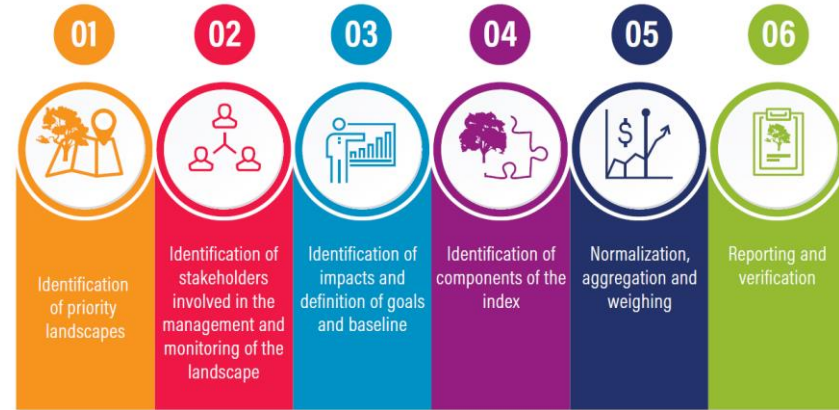 01
02
03
04
05
06
$
Identification
of priority
landscapes
Identification of
stakeholders
involved in the
management and
monitoring of the
landscape
Identification of
impacts and
definition of goals
and baseline
Identification of
components of the
index
Normalization,
aggregation and
weighing
Reporting and
verification